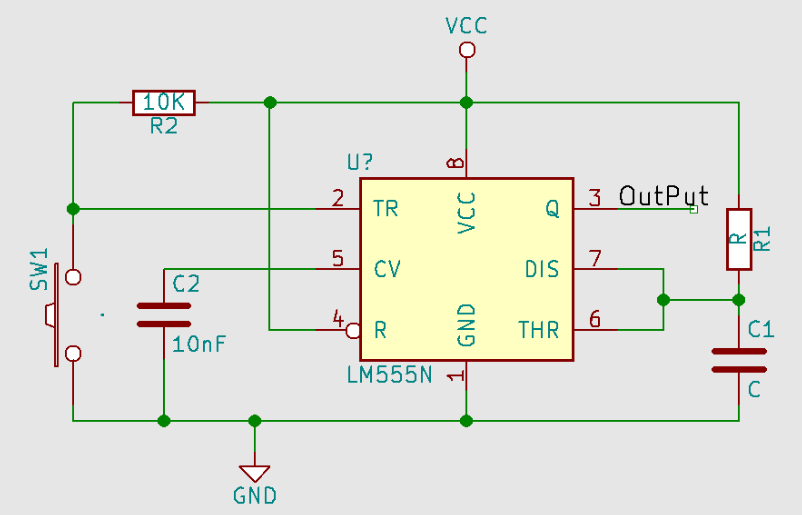 VCC
10K
R2
U?
8
2
TR
VCC
Q
3
OutPut
R
R1
SW1
5
CV
DIS
7
C2
4
R
GND
THR
6
10nF
C1
LM555N
1
C
GND